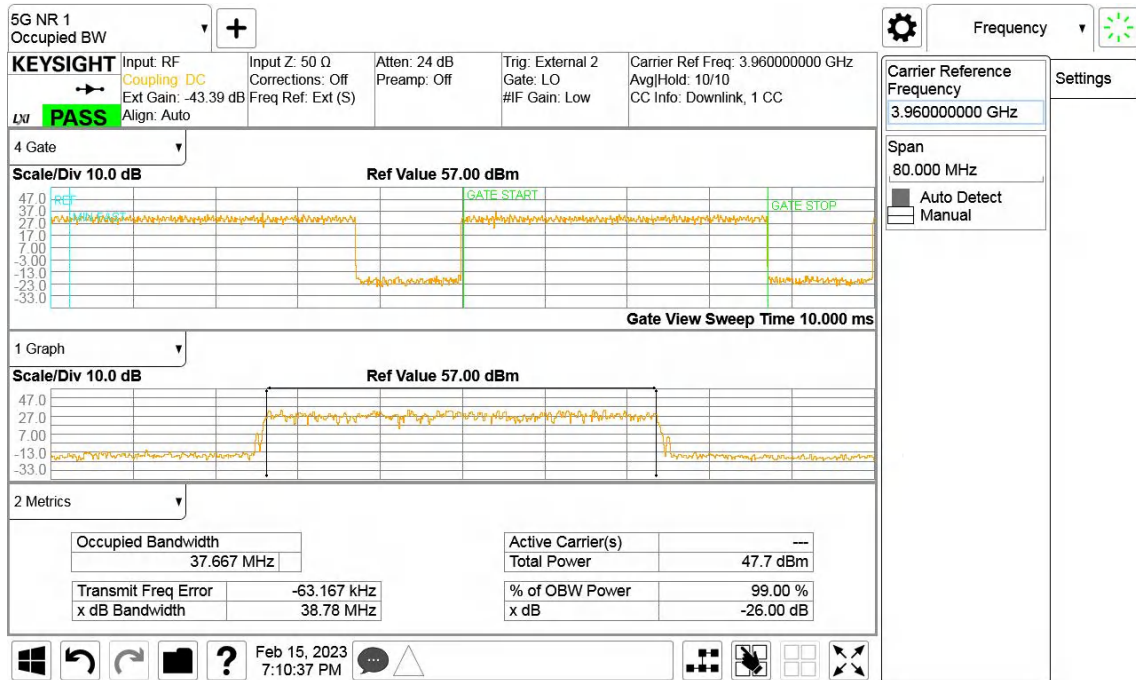 5G NR 1
Occupied BW
KEYSIGHT
LXI
PASS
Input: RF
Coupling: DC
Ext Gain: -43.39 dB
Align: Auto
Input Z: 50 Ω
Corrections: Off
Freq Ref: Ext (S)
Atten: 24 dB
Preamp: Off
Trig: External 2
Gate: LO
#IF Gain: Low
Carrier Ref Freq: 3.960000000 GHz
Avg|Hold: 10/10
CC Info: Downlink, 1 CC
4 Gate
Scale/Div 10.0 dB
Ref Value 57.00 dBm
47.0
37.0
27.0
17.0
7.00
-3.00
-13.0
-23.0
-33.0
REF
MIN FAST
GATE START
GATE STOP
Gate View Sweep Time 10.000 ms
1 Graph
Scale/Div 10.0 dB
Ref Value 57.00 dBm
47.0
27.0
7.00
-13.0
-33.0
2 Metrics
Occupied Bandwidth
37.667 MHz
Transmit Freq Error -63.167 kHz
x dB Bandwidth 38.78 MHz
Active Carrier(s) ---
Total Power 47.7 dBm
% of OBW Power 99.00 %
x dB -26.00 dB
Feb 15, 2023
7:10:37 PM
Frequency
Carrier Reference
Frequency
3.960000000 GHz
Span
80.000 MHz
Auto Detect
Manual
Settings